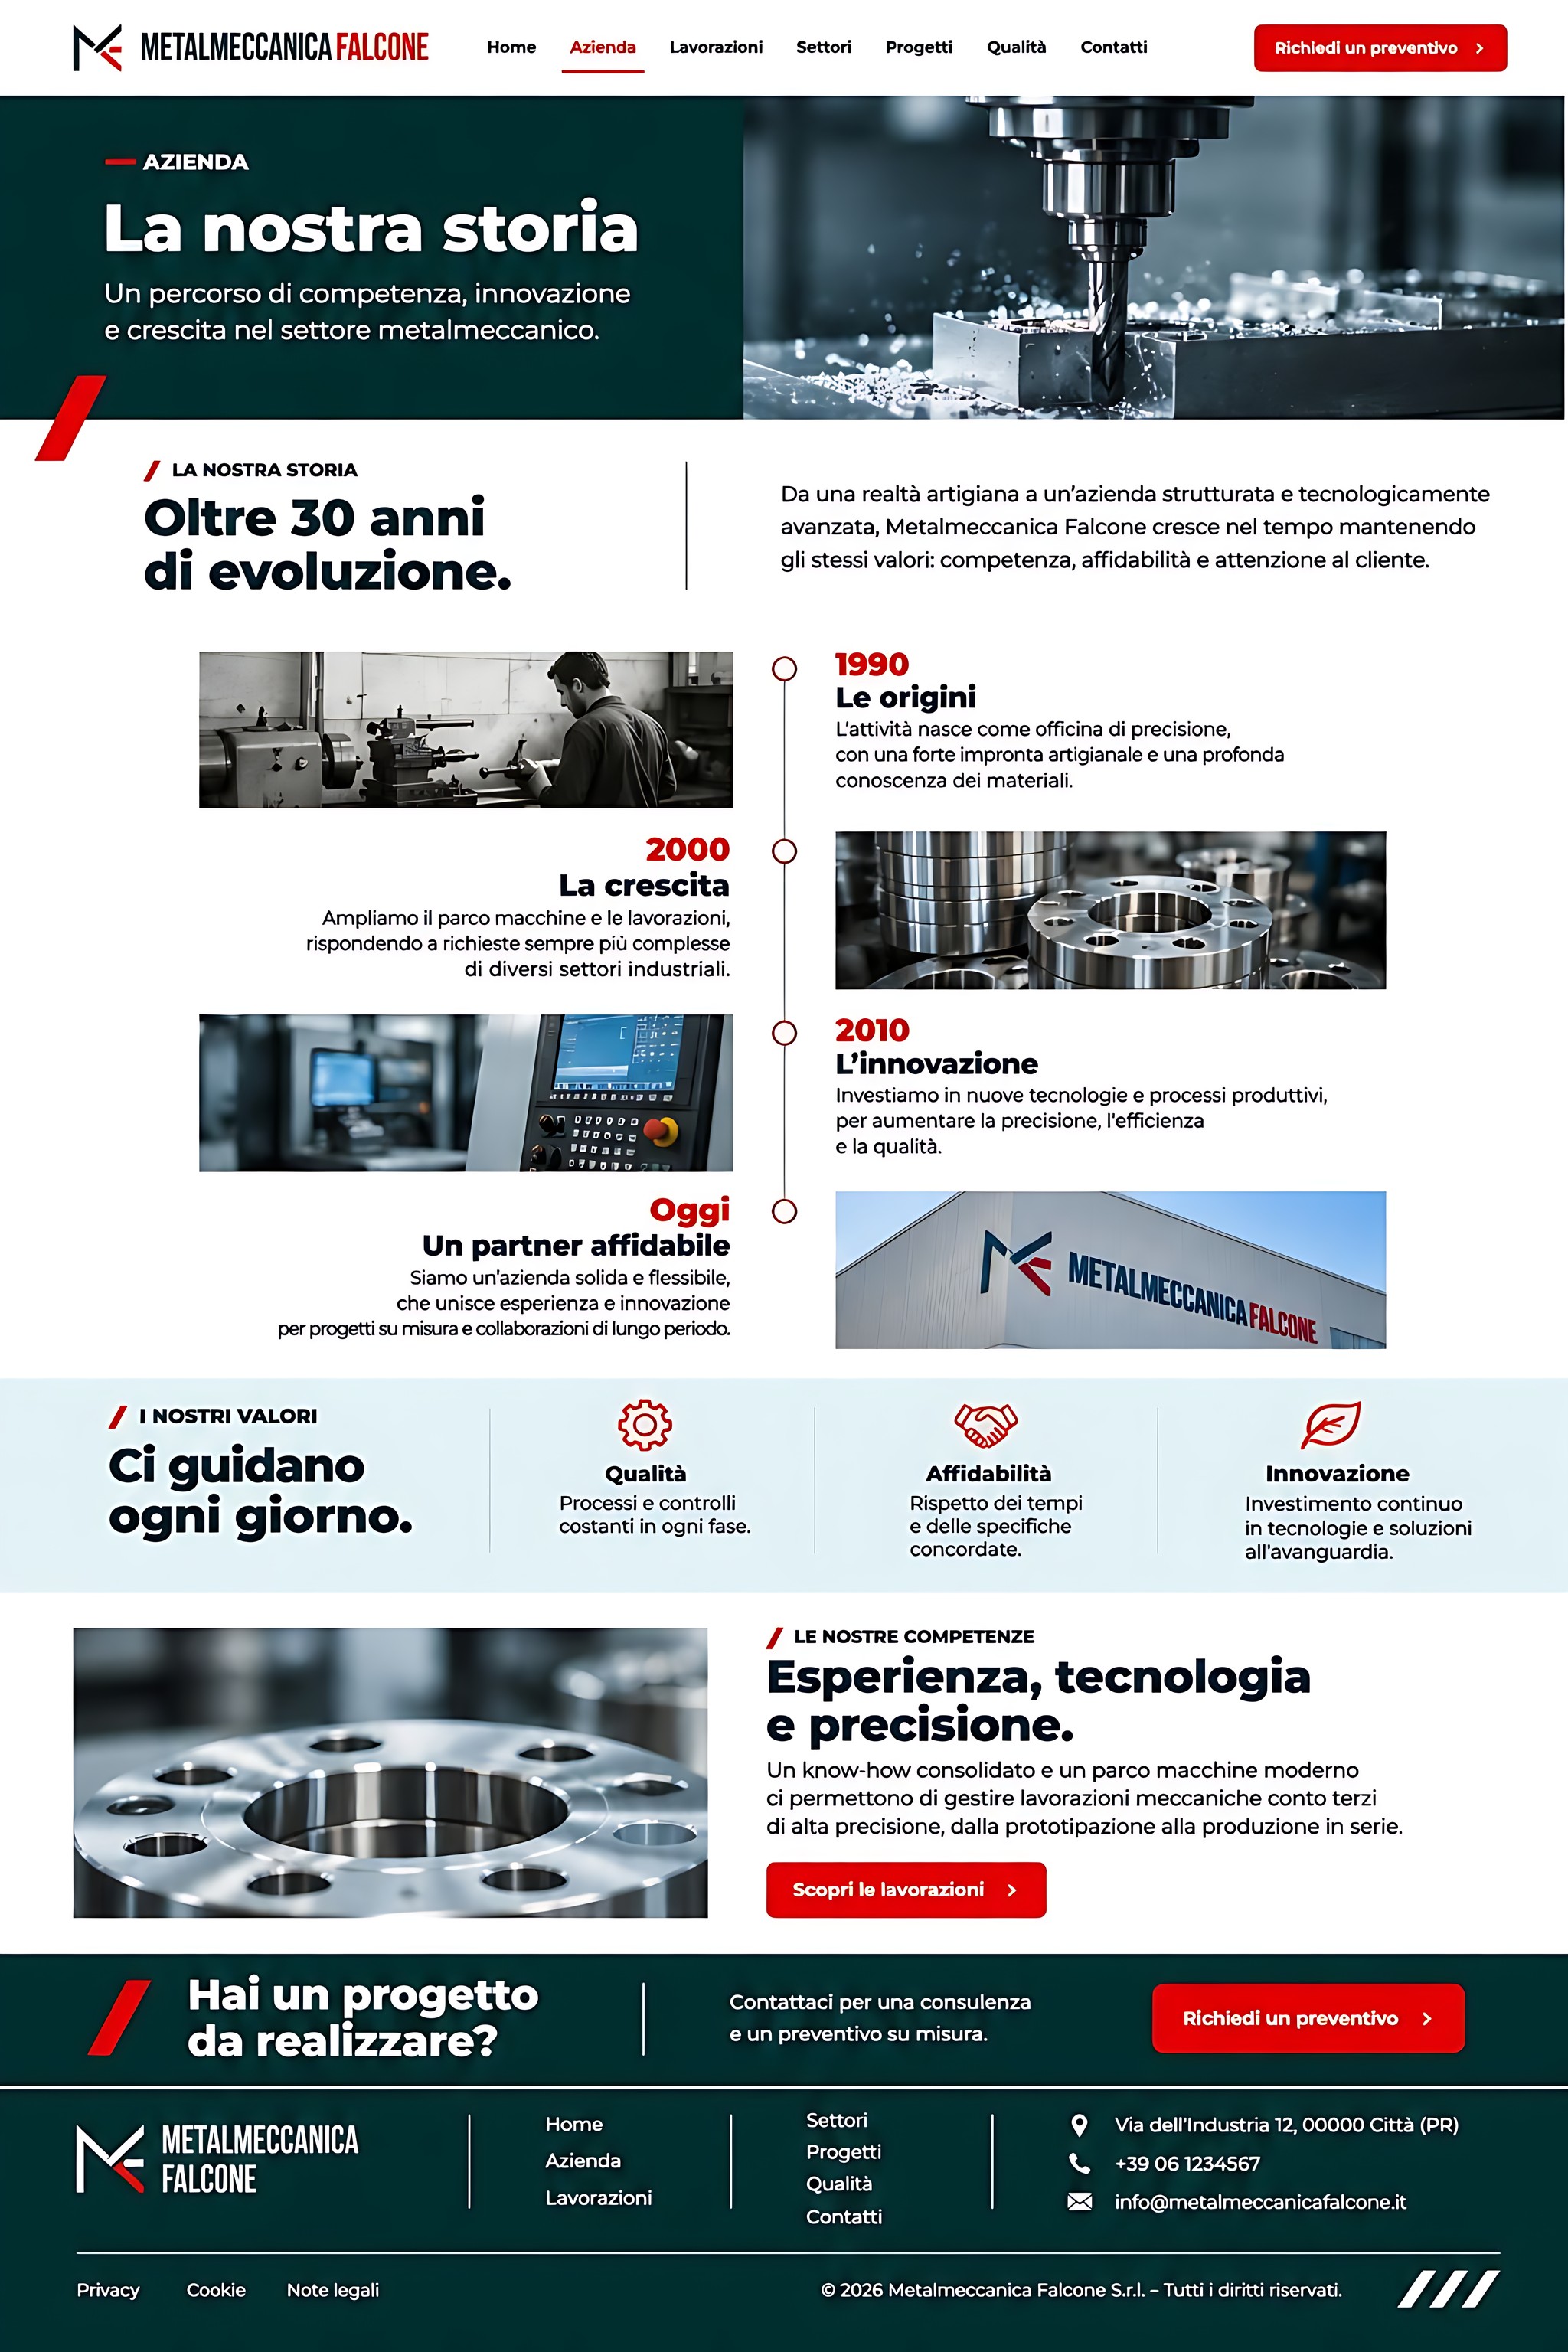 METALMECCANICA FALCONE
Home
Azienda
Lavorazioni
Settori
Progetti
Qualità
Contatti
Richiedi un preventivo
AZIENDA
La nostra storia
Un percorso di competenza, innovazione
e crescita nel settore metalmeccanico.
LA NOSTRA STORIA
Oltre 30 anni
di evoluzione.
Da una realtà artigiana a un'azienda strutturata e tecnologicamente
avanzata, Metalmeccanica Falcone cresce nel tempo mantenendo
gli stessi valori: competenza, affidabilità e attenzione al cliente.
1990
Le origini
L'attività nasce come officina di precisione,
con una forte impronta artigianale e una profonda
conoscenza dei materiali.
2000
La crescita
Ampliamo il parco macchine e le lavorazioni,
rispondendo a richieste sempre più complesse
di diversi settori industriali.
2010
L'innovazione
Investiamo in nuove tecnologie e processi produttivi,
per aumentare la precisione, l'efficienza
e la qualità.
Oggi
Un partner affidabile
Siamo un'azienda solida e flessibile,
che unisce esperienza e innovazione
per progetti su misura e collaborazioni di lungo periodo.
METALMECCANICA FALCONE
I NOSTRI VALORI
Ci guidano
ogni giorno.
Qualità
Processi e controlli
costanti in ogni fase.
Affidabilità
Rispetto dei tempi
e delle specifiche
concordate.
Innovazione
Investimento continuo
in tecnologie e soluzioni
all'avanguardia.
LE NOSTRE COMPETENZE
Esperienza, tecnologia
e precisione.
Un know-how consolidato e un parco macchine moderno
ci permettono di gestire lavorazioni meccaniche conto terzi
di alta precisione, dalla prototipazione alla produzione in serie.
Scopri le lavorazioni
Hai un progetto
da realizzare?
Contattaci per una consulenza
e un preventivo su misura.
Richiedi un preventivo
METALMECCANICA
FALCONE
Home
Azienda
Lavorazioni
Settori
Progetti
Qualità
Contatti
Via dell'Industria 12, 00000 Città (PR)
+39 06 1234567
info@metalmeccanicafalcone.it
Privacy
Cookie
Note legali
© 2026 Metalmeccanica Falcone S.r.l. – Tutti i diritti riservati.